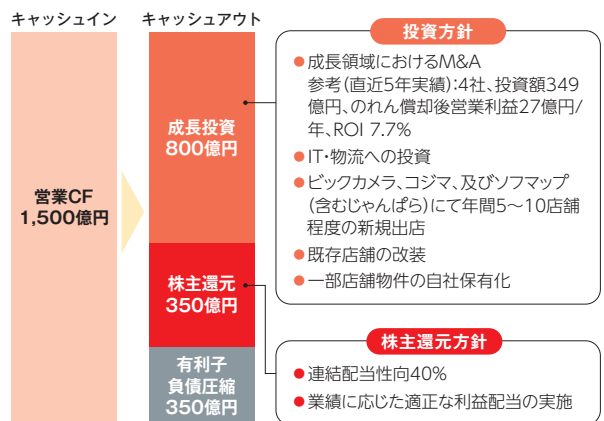 キャッシュイン
キャッシュアウト
営業CF
1,500億円
成長投資
800億円
株主還元
350億円
有利子
負債圧縮
350億円
投資方針
●成長領域におけるM&A
参考(直近5年実績):4社、投資額349
億円、のれん償却後営業利益27億円/
年、ROI 7.7%
●IT・物流への投資
●ビックカメラ、コジマ、及びソフマップ
(含むじゃんぱら)にて年間5〜10店舗
程度の新規出店
●既存店舗の改装
●一部店舗物件の自社保有化
株主還元方針
●連結配当性向40%
●業績に応じた適正な利益配当の実施